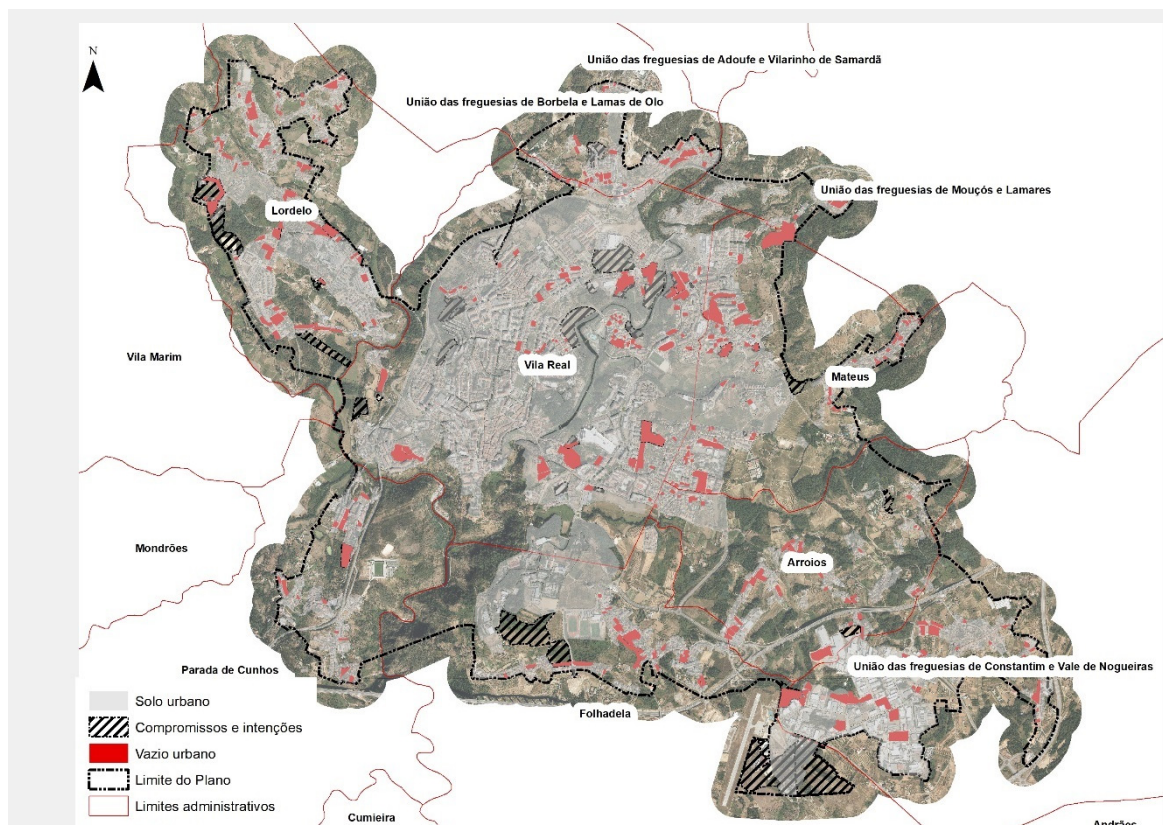 União das freguesias de Adoufe e Vilarinho de Samardã
N
União das freguesias de Borbela e Lamas de Olo
União das freguesias de Mouçós e Lamares
Lordelo
Vila Marim
Vila Real
Mateus
Mondrões
Arroios
Parada de Cunhos
União das freguesias de Constantim e Vale de Nogueiras
Folhadela
Solo urbano
Compromissos e intenções
Vazio urbano
Limite do Plano
Limites administrativos
Cumieira
Andrães